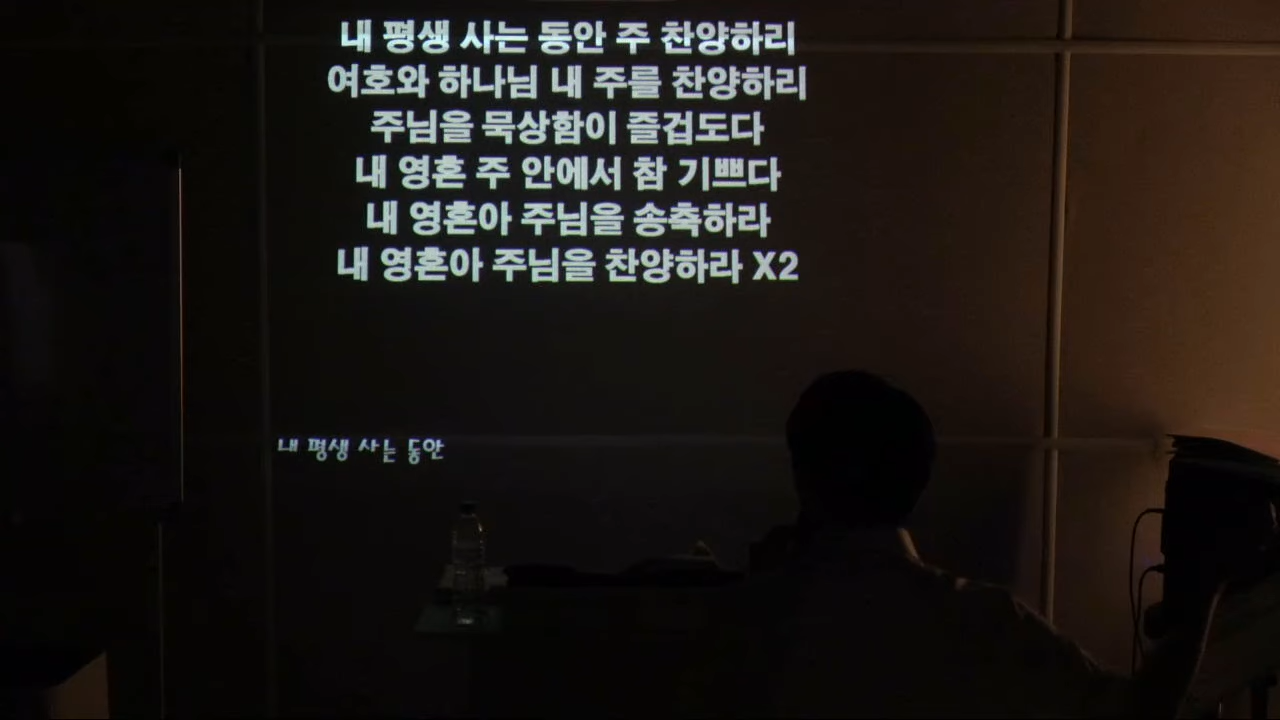 내 평생 사는 동안 주 찬양하리
여호와 하나님 내 주를 찬양하리
주님을 묵상함이 즐겁도다
내 영혼 주 안에서 참 기쁘다
내 영혼아 주님을 송축하라
내 영혼아 주님을 찬양하라 X2
내 평생 사는 동안